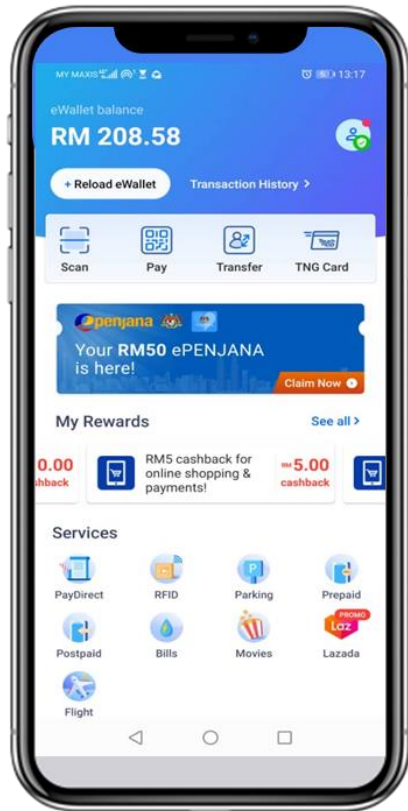 MY MAXIS
13:17
eWallet balance
RM 208.58
+ Reload eWallet
Transaction History >
Scan
Pay
Transfer
TNG Card
epenjana
Your RM50 ePENJANA
is here!
Claim Now
My Rewards
See all >
0.00
hback
RM5 cashback for
online shopping &
payments!
RM 5.00
cashback
Services
PayDirect
RFID
P
Parking
Prepaid
PROMO
Laz
Postpaid
Bills
Movies
Lazada
Flight